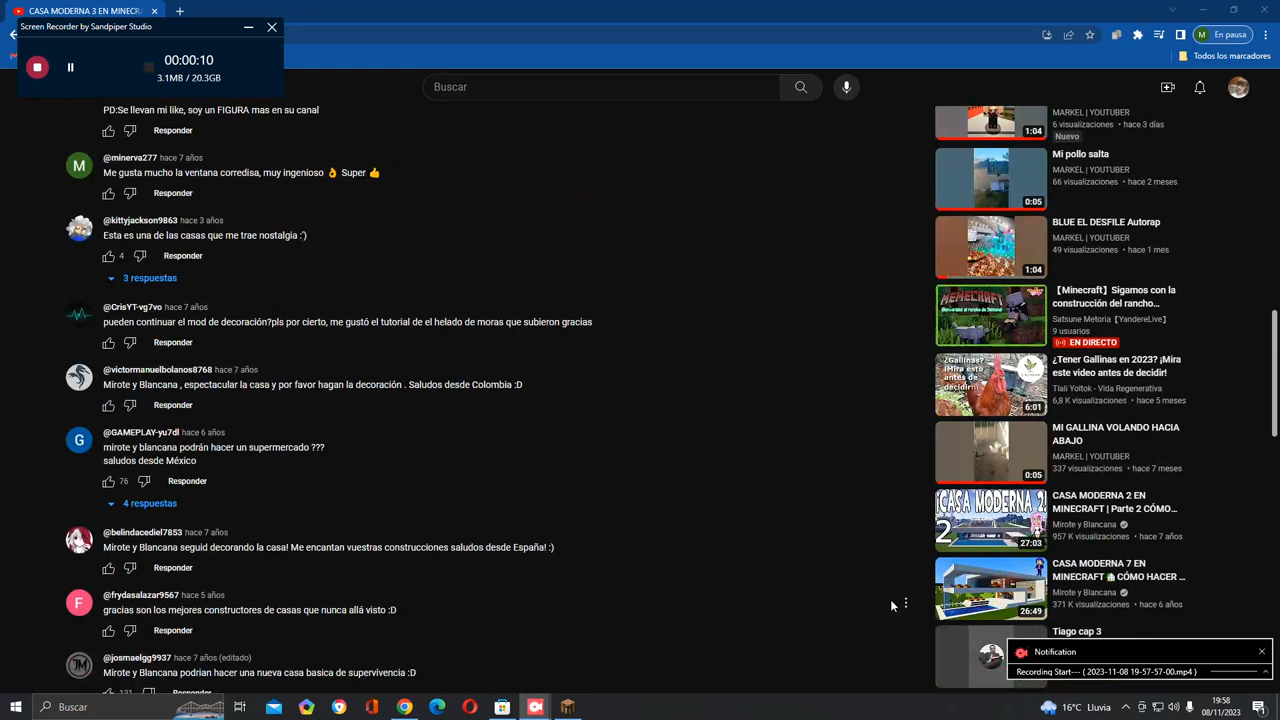 CASA MODERNA 3 EN MINECRA
Screen Recorder by Sandpiper Studio
00:00:10
3.1MB / 20.3GB
M
En pausa
Todos los marcadores
Buscar
PD:Se llevan mi like, soy un FIGURA mas en su canal
Responder
M
@minerva277 hace 7 años
Me gusta mucho la ventana corredisa, muy ingenioso 👌 Super 👍
Responder
@kittyjackson9863 hace 3 años
Esta es una de las casas que me trae nostalgia :')
4
Responder
3 respuestas
@CrisYT-vg7vo hace 7 años
pueden continuar el mod de decoración?pls por cierto, me gustó el tutorial de el helado de moras que subieron gracias
Responder
@victormanuelbolanos8768 hace 7 años
Mirote y Blancana , espectacular la casa y por favor hagan la decoración . Saludos desde Colombia :D
Responder
G
@GAMEPLAY-yu7dl hace 6 años
mirote y blancana podrán hacer un supermercado ???
saludos desde México
76
Responder
4 respuestas
@belindacediel7853 hace 7 años
Mirote y Blancana seguid decorando la casa! Me encantan vuestras construcciones saludos desde España! :)
Responder
F
@frydasalazar9567 hace 5 años
gracias son los mejores constructores de casas que nunca allá visto :D
Responder
JM
@josmaelgg9937 hace 7 años (editado)
Mirote y Blancana podrian hacer una nueva casa basica de supervivencia :D
131
Responder
1:04
MARKEL | YOUTUBER
6 visualizaciones • hace 3 días
Nuevo
0:05
Mi pollo salta
MARKEL | YOUTUBER
66 visualizaciones • hace 2 meses
1:04
BLUE EL DESFILE Autorap
MARKEL | YOUTUBER
49 visualizaciones • hace 1 mes
MEMECRAFT
【Minecraft】Sigamos con la
construcción del rancho...
Satsune Metoria【YandereLive】
9 usuarios
EN DIRECTO
¿Gallinas?
¡Mira esto
antes de
decidir!
6:01
¿Tener Gallinas en 2023? ¡Mira
este video antes de decidir!
Tlali Yoltok - Vida Regenerativa
6,8 K visualizaciones • hace 5 meses
0:05
MI GALLINA VOLANDO HACIA
ABAJO
MARKEL | YOUTUBER
337 visualizaciones • hace 7 meses
¡CASA MODERNA 2!
2
27:03
CASA MODERNA 2 EN
MINECRAFT | Parte 2 CÓMO...
Mirote y Blancana
957 K visualizaciones • hace 7 años
26:49
CASA MODERNA 7 EN
MINECRAFT 🏠 CÓMO HACER ...
Mirote y Blancana
371 K visualizaciones • hace 6 años
Tiago cap 3
Notification
Recording Start--- ( 2023-11-08 19-57-57-00.mp4 )
Buscar
16°C Lluvia
19:58
08/11/2023